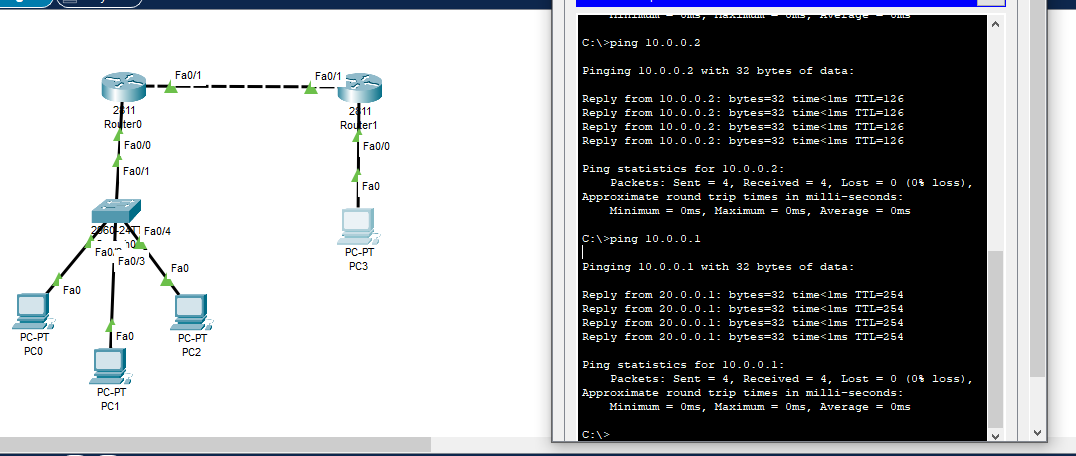 Fa0/1
Fa0/1
2811
Router0
2811
Router1
Fa0/0
Fa0/0
Fa0/1
Fa0
Fa0/4
Fa0/3
PC-PT
PC3
Fa0
Fa0
PC-PT
PC0
Fa0
PC-PT
PC2
PC-PT
PC1
Minimum = 0ms, Maximum = 0ms, Average = 0ms
C:\>ping 10.0.0.2
Pinging 10.0.0.2 with 32 bytes of data:
Reply from 10.0.0.2: bytes=32 time<1ms TTL=126
Reply from 10.0.0.2: bytes=32 time<1ms TTL=126
Reply from 10.0.0.2: bytes=32 time<1ms TTL=126
Reply from 10.0.0.2: bytes=32 time<1ms TTL=126
Ping statistics for 10.0.0.2:
Packets: Sent = 4, Received = 4, Lost = 0 (0% loss),
Approximate round trip times in milli-seconds:
Minimum = 0ms, Maximum = 0ms, Average = 0ms
C:\>ping 10.0.0.1
Pinging 10.0.0.1 with 32 bytes of data:
Reply from 20.0.0.1: bytes=32 time<1ms TTL=254
Reply from 20.0.0.1: bytes=32 time<1ms TTL=254
Reply from 20.0.0.1: bytes=32 time<1ms TTL=254
Reply from 20.0.0.1: bytes=32 time<1ms TTL=254
Ping statistics for 10.0.0.1:
Packets: Sent = 4, Received = 4, Lost = 0 (0% loss),
Approximate round trip times in milli-seconds:
Minimum = 0ms, Maximum = 0ms, Average = 0ms
C:\>